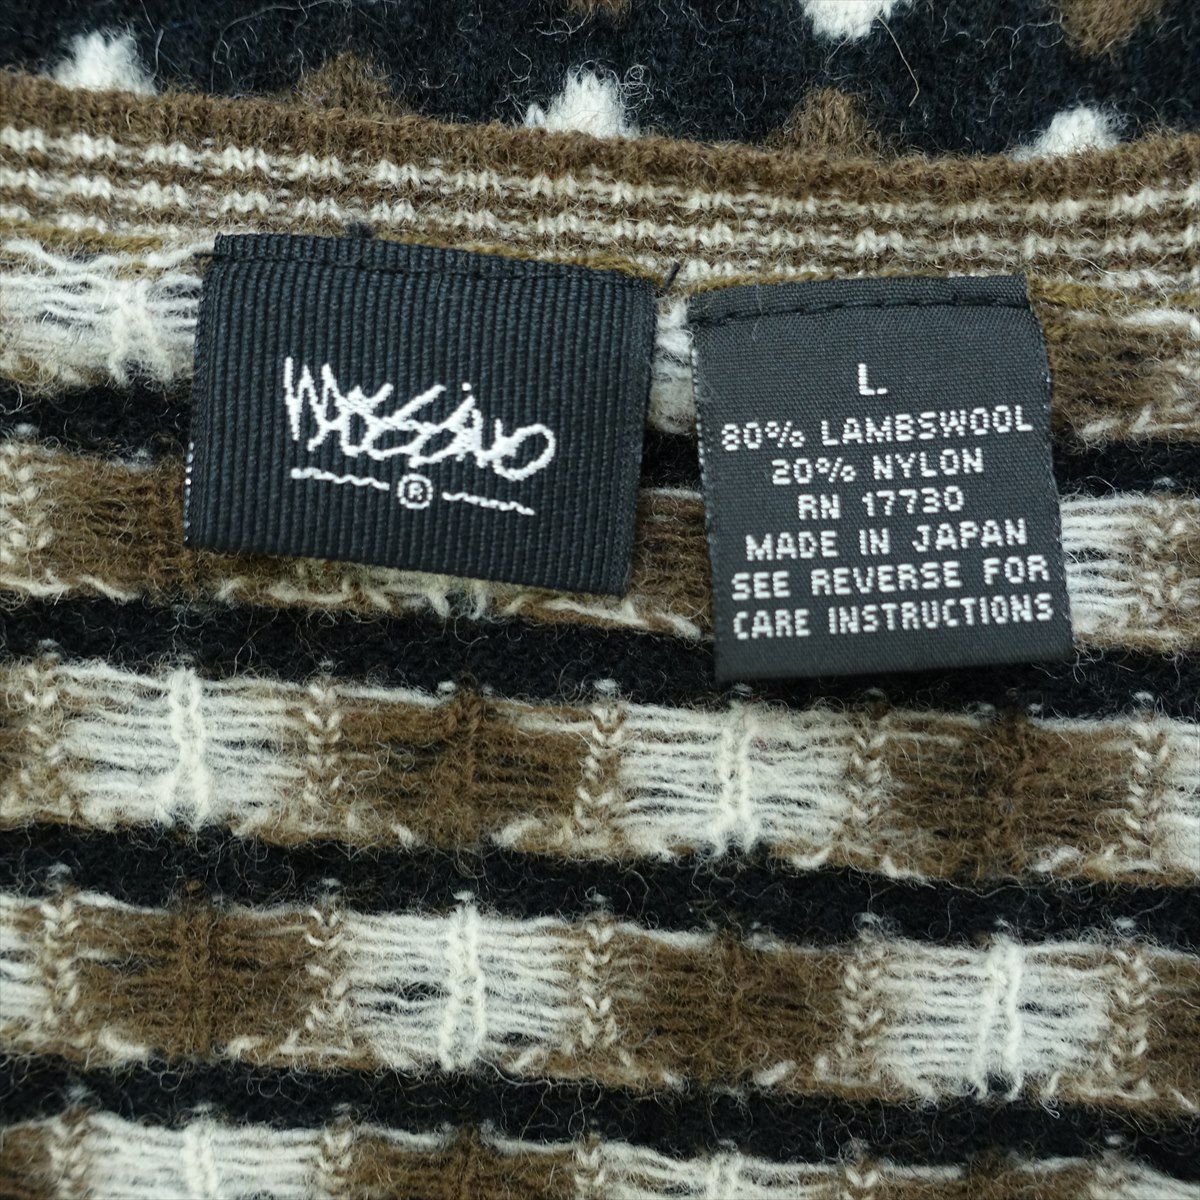 mossimo
®
L
80% LAMBSWOOL
20% NYLON
RN 17730
MADE IN JAPAN
SEE REVERSE FOR
CARE INSTRUCTIONS